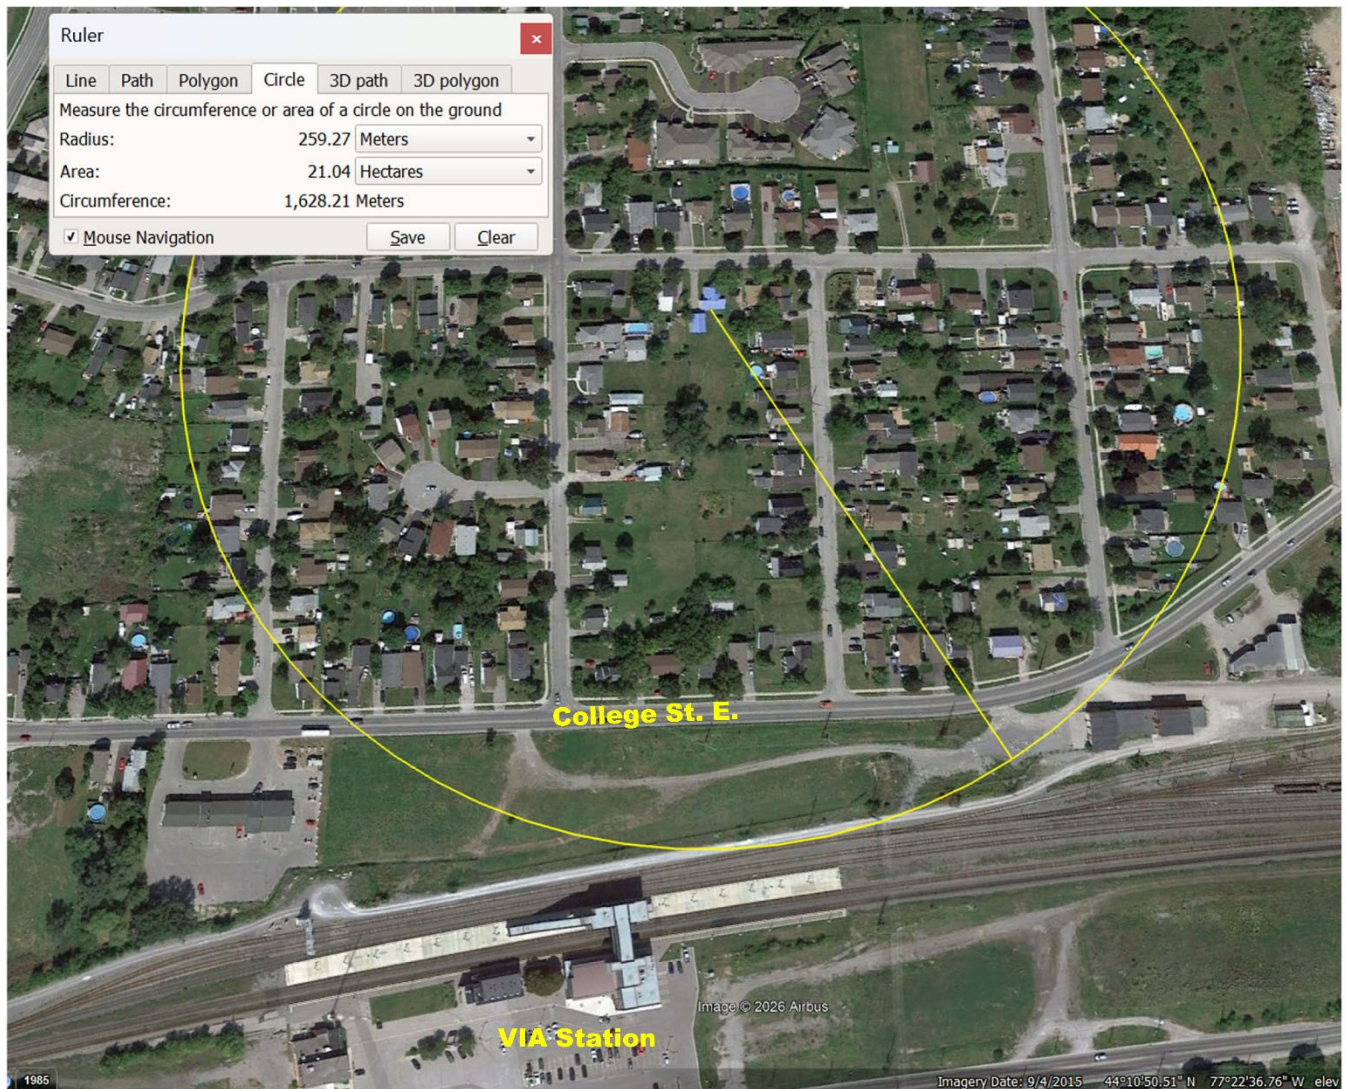 Ruler
Line Path Polygon Circle 3D path 3D polygon
Measure the circumference or area of a circle on the ground
Radius: 259.27 Meters
Area: 21.04 Hectares
Circumference: 1,628.21 Meters
Mouse Navigation Save Clear
College St. E.
Image © 2026 Airbus
VIA Station
1985 Imagery Date: 9/4/2015 44°10'50.51" N 77°22'36.76" W elev